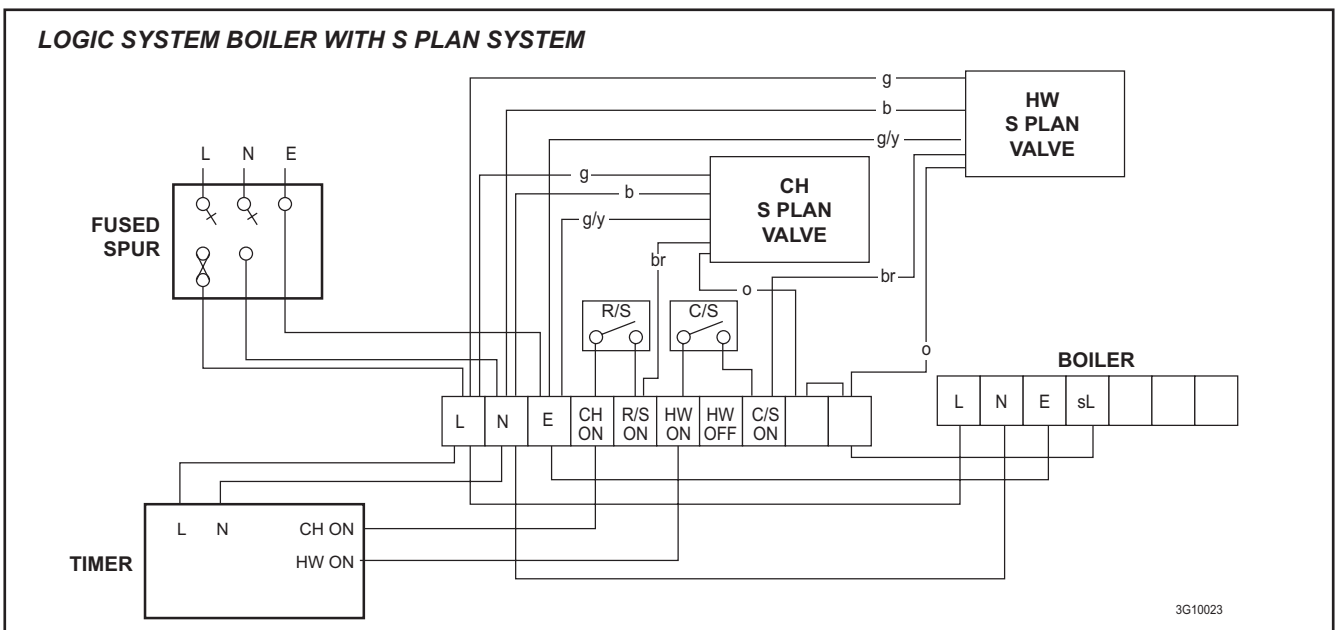 LOGIC SYSTEM BOILER WITH S PLAN SYSTEM
g
b
g/y
HW
S PLAN
VALVE
L N E
FUSED
SPUR
g
b
g/y
br
o
CH
S PLAN
VALVE
br
o
R/S
C/S
BOILER
L N E sL
L
N
E
CH
ON
R/S
ON
HW
ON
HW
OFF
C/S
ON
TIMER
L N CH ON
HW ON
3G10023